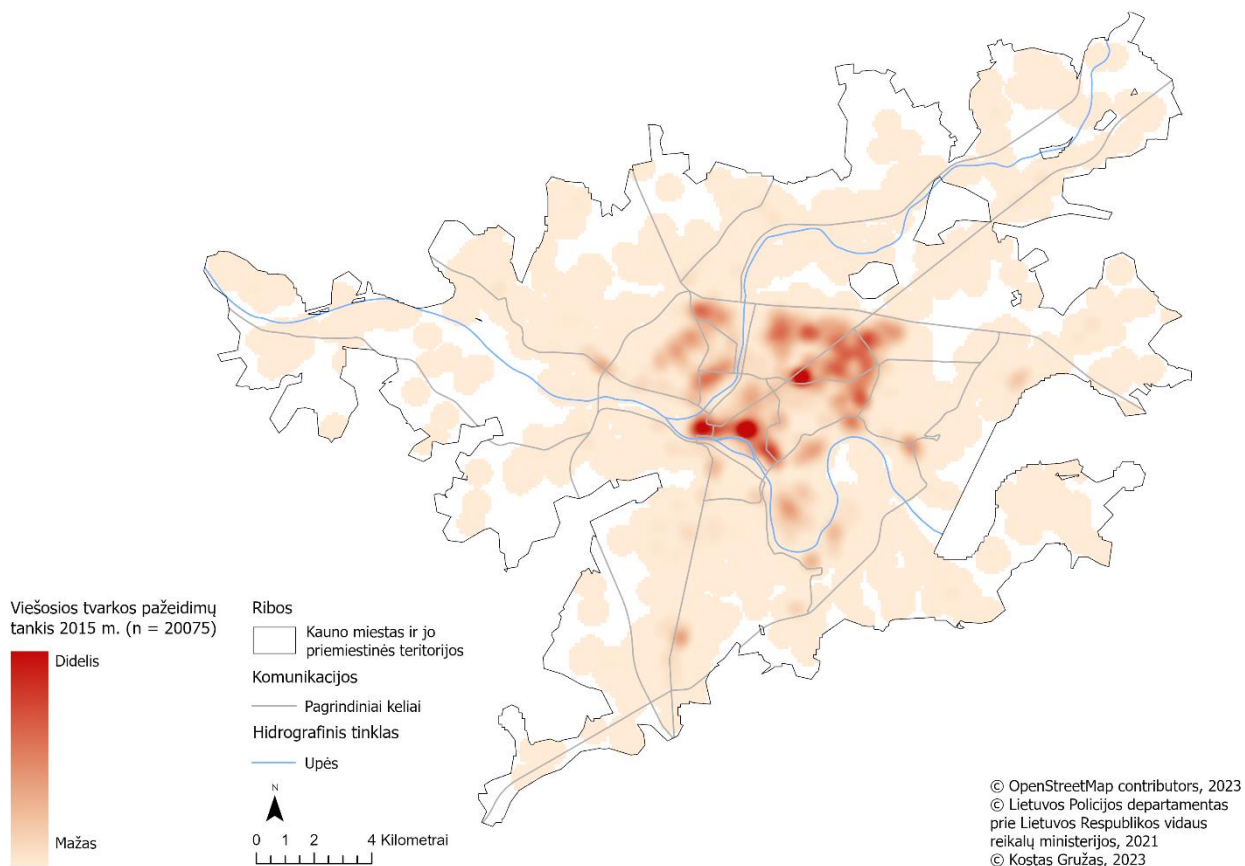 Viešosios tvarkos pažeidimų
tankis 2015 m. (n = 20075)
Didelis
Mažas
Ribos
Kauno miestas ir jo
priemiestinės teritorijos
Komunikacijos
Pagrindiniai keliai
Hidrografinis tinklas
Upės
N
0 1 2 4 Kilometrai
© OpenStreetMap contributors, 2023
© Lietuvos Policijos departamentas
prie Lietuvos Respublikos vidaus
reikalų ministerijos, 2021
© Kostas Gružas, 2023